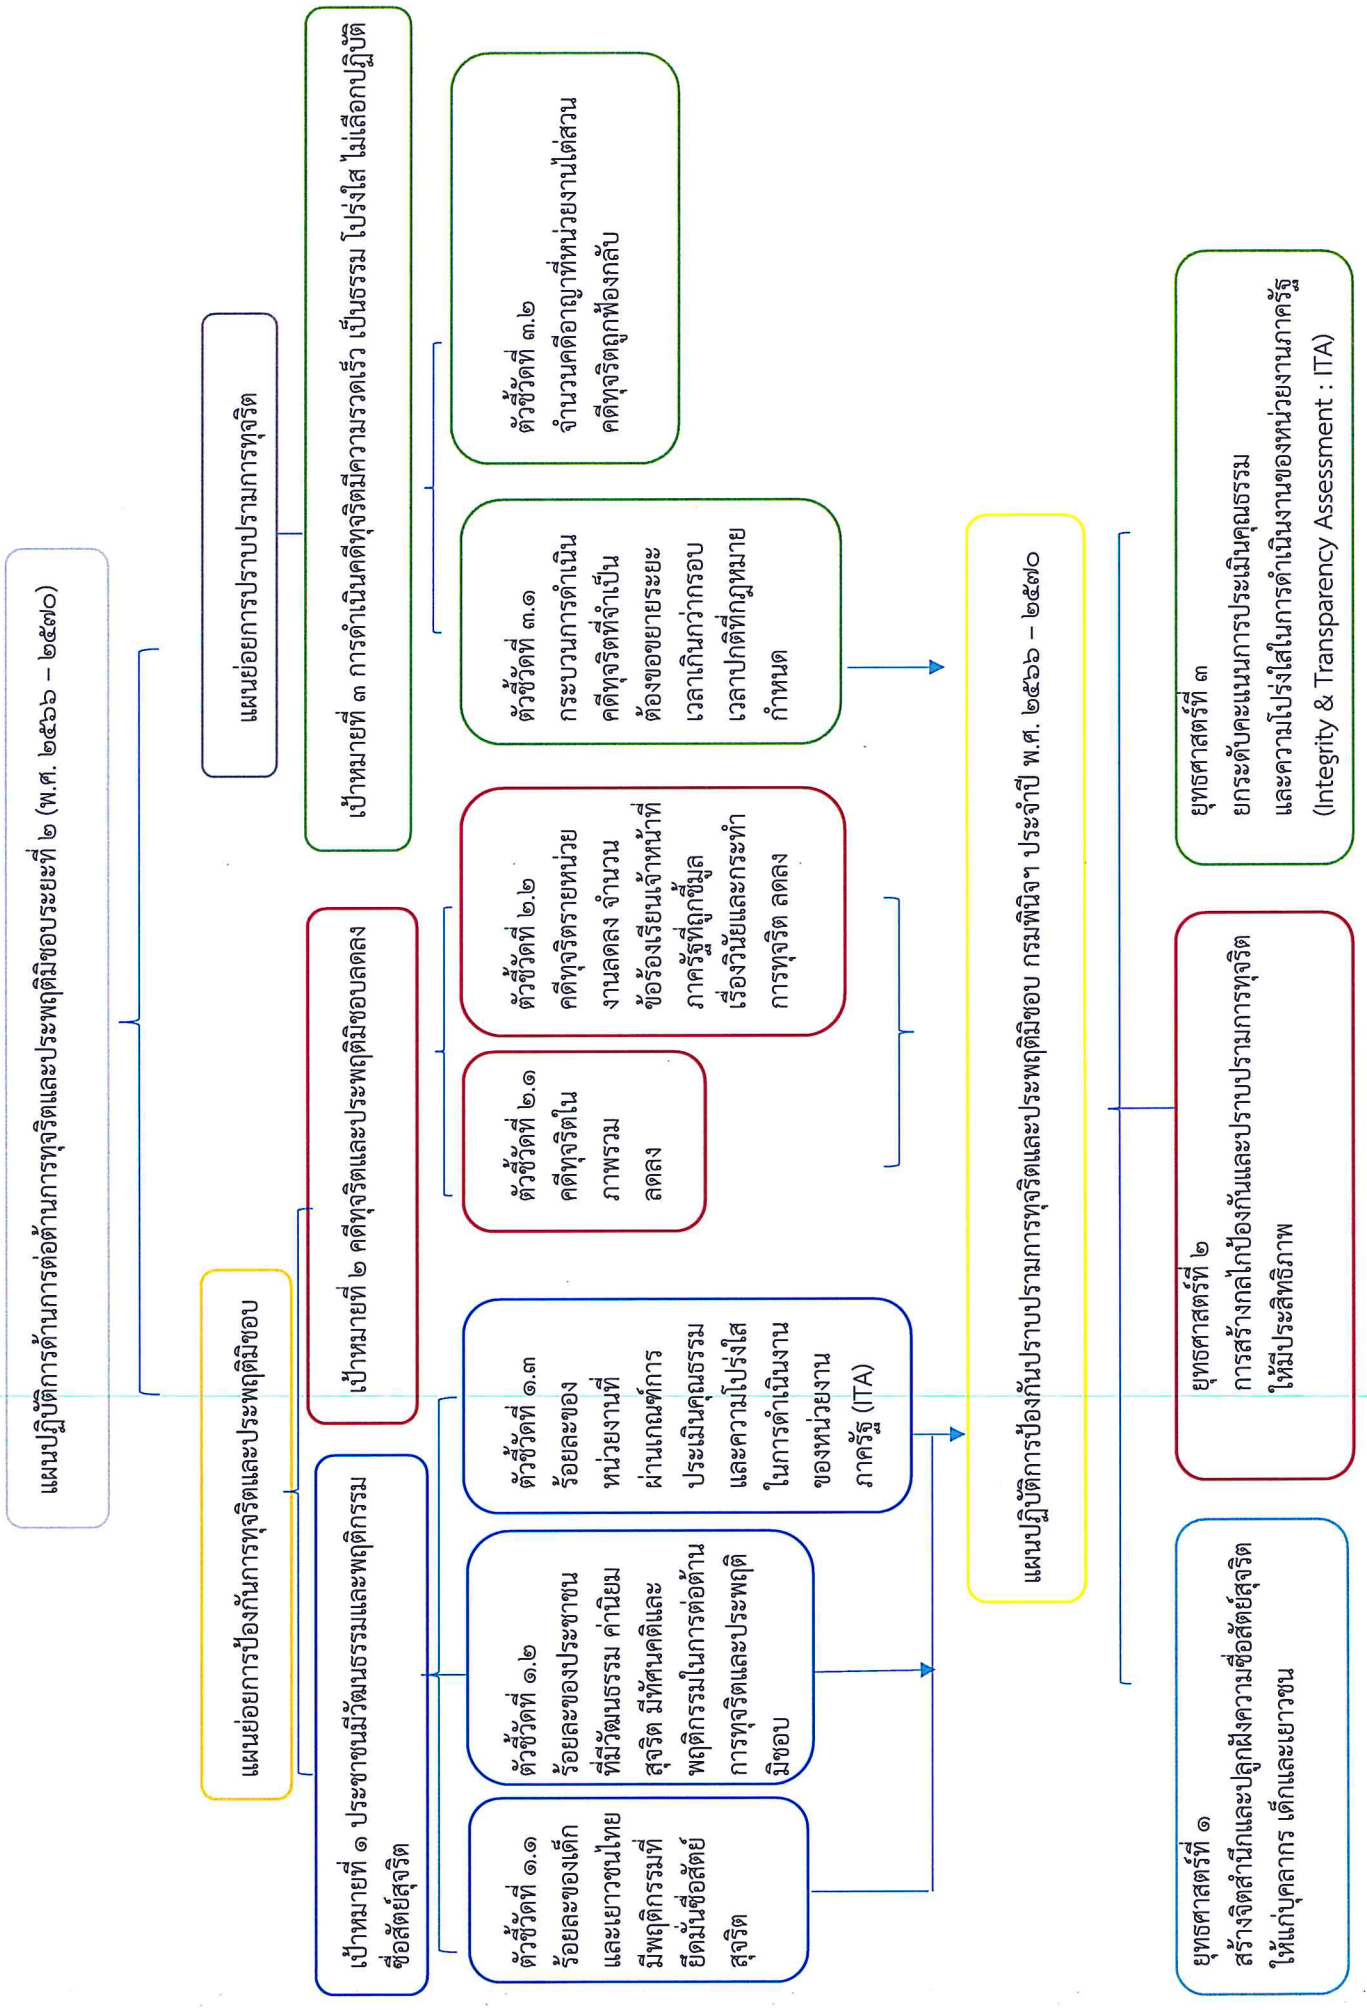 แผนปฏิบัติการด้านการต่อต้านการทุจริตและประพฤติมิชอบระยะที่ ๒ (พ.ศ. ๒๕๖๖ – ๒๕๗๐)
แผนย่อยการป้องกันการทุจริตและประพฤติมิชอบ
แผนย่อยการปราบปรามการทุจริต
เป้าหมายที่ ๑ ประชาชนมีวัฒนธรรมและพฤติกรรม
ซื่อสัตย์สุจริต
เป้าหมายที่ ๒ คดีทุจริตและประพฤติมิชอบลดลง
เป้าหมายที่ ๓ การดำเนินคดีทุจริตมีความรวดเร็ว เป็นธรรม โปร่งใส ไม่เลือกปฏิบัติ
ตัวชี้วัดที่ ๑.๑
ร้อยละของเด็ก
และเยาวชนไทย
มีพฤติกรรมที่
ยึดมั่นซื่อสัตย์
สุจริต
ตัวชี้วัดที่ ๑.๒
ร้อยละของประชาชน
ที่มีวัฒนธรรม ค่านิยม
สุจริต มีทัศนคติและ
พฤติกรรมในการต่อต้าน
การทุจริตและประพฤติ
มิชอบ
ตัวชี้วัดที่ ๑.๓
ร้อยละของ
หน่วยงานที่
ผ่านเกณฑ์การ
ประเมินคุณธรรม
และความโปร่งใส
ในการดำเนินงาน
ของหน่วยงาน
ภาครัฐ (ITA)
ตัวชี้วัดที่ ๒.๑
คดีทุจริตใน
ภาพรวม
ลดลง
ตัวชี้วัดที่ ๒.๒
คดีทุจริตรายหน่วย
งานลดลง จำนวน
ข้อร้องเรียนเจ้าหน้าที่
ภาครัฐที่ถูกชี้มูล
เรื่องวินัยและกระทำ
การทุจริต ลดลง
ตัวชี้วัดที่ ๓.๑
กระบวนการดำเนิน
คดีทุจริตที่จำเป็น
ต้องขอขยายระยะ
เวลาเกินกว่ากรอบ
เวลาปกติที่กฎหมาย
กำหนด
ตัวชี้วัดที่ ๓.๒
จำนวนคดีอาญาที่หน่วยงานไต่สวน
คดีทุจริตถูกฟ้องกลับ
แผนปฏิบัติการป้องกันปราบปรามการทุจริตและประพฤติมิชอบ กรมพินิจฯ ประจำปี พ.ศ. ๒๕๖๖ – ๒๕๗๐
ยุทธศาสตร์ที่ ๑
สร้างจิตสำนึกและปลูกฝังความซื่อสัตย์สุจริต
ให้แก่บุคลากร เด็กและเยาวชน
ยุทธศาสตร์ที่ ๒
การสร้างกลไกป้องกันและปราบปรามการทุจริต
ให้มีประสิทธิภาพ
ยุทธศาสตร์ที่ ๓
ยกระดับคะแนนการประเมินคุณธรรม
และความโปร่งใสในการดำเนินงานของหน่วยงานภาครัฐ
(Integrity & Transparency Assessment : ITA)